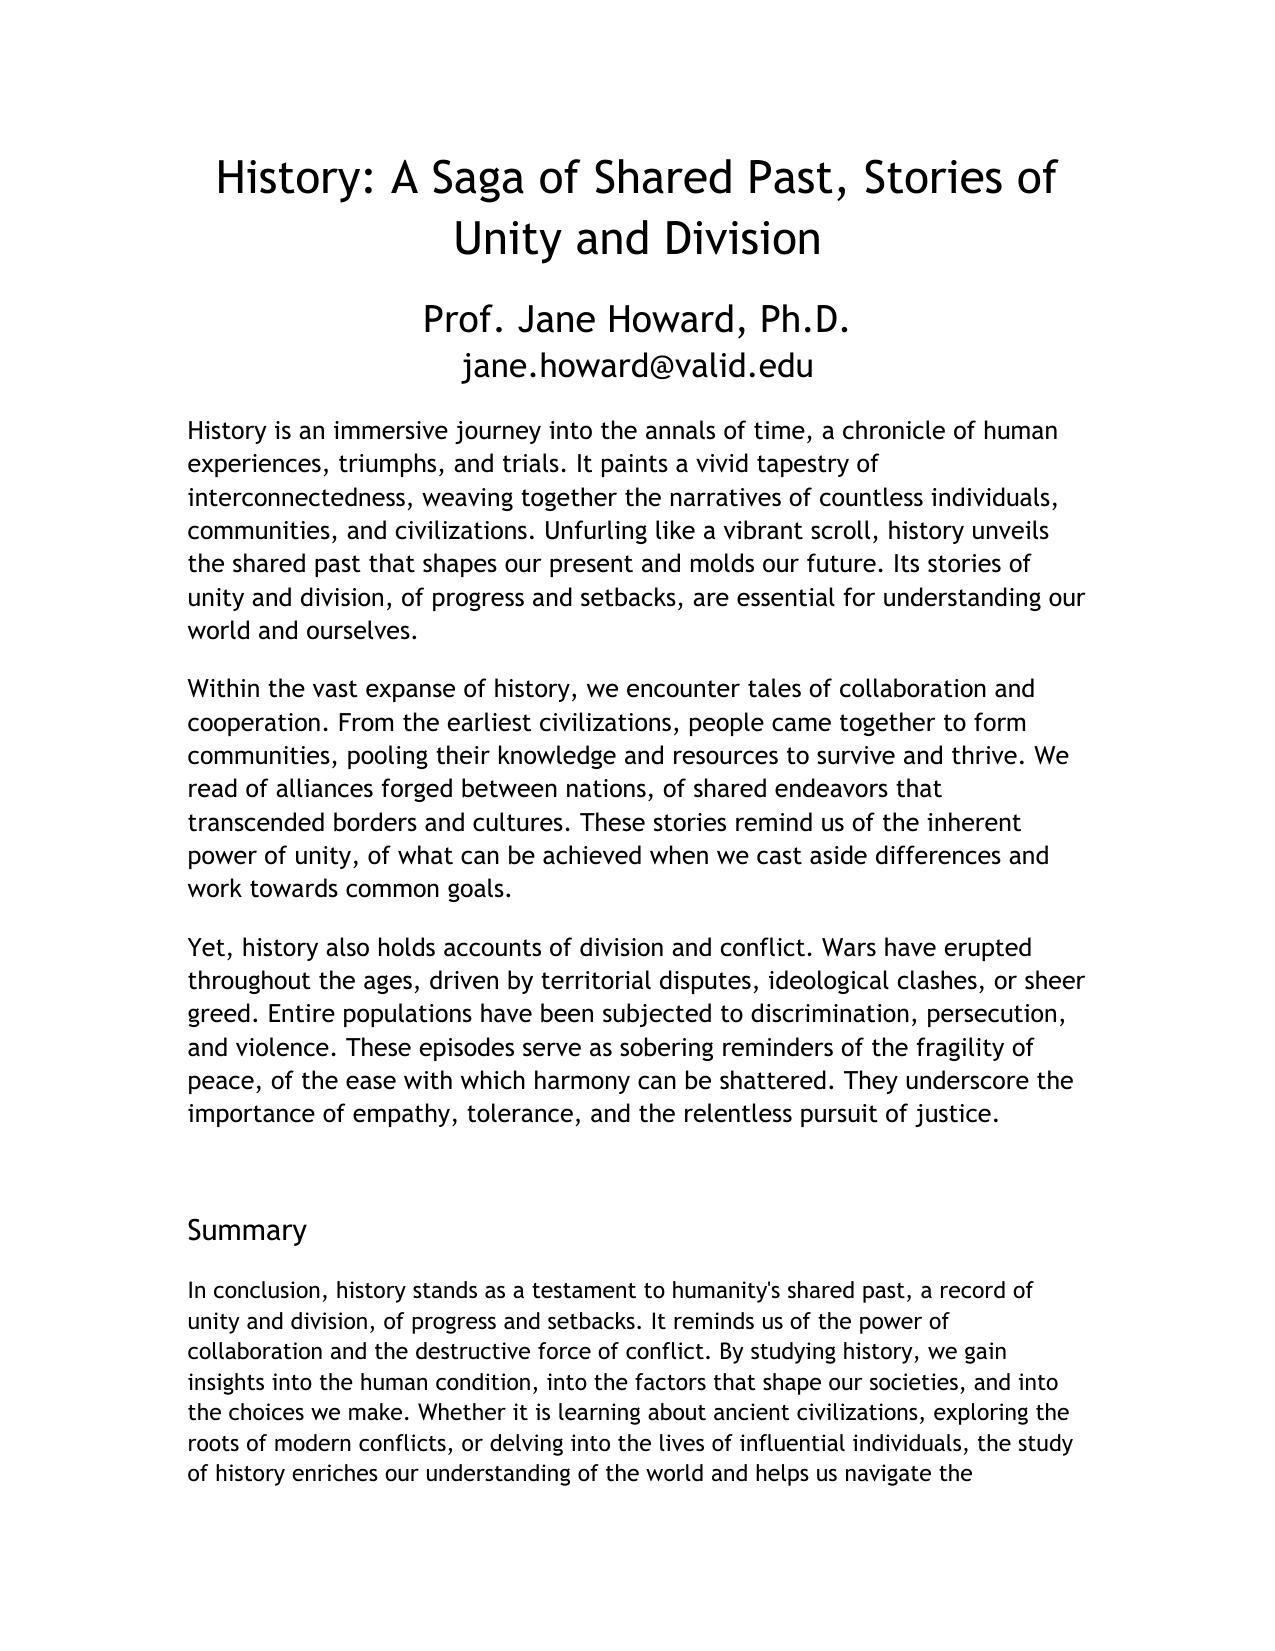 History: A Saga of Shared Past, Stories of
Unity and Division
Prof. Jane Howard, Ph.D.
jane.howard@valid.edu
History is an immersive journey into the annals of time, a chronicle of human
experiences, triumphs, and trials. It paints a vivid tapestry of
interconnectedness, weaving together the narratives of countless individuals,
communities, and civilizations. Unfurling like a vibrant scroll, history unveils
the shared past that shapes our present and molds our future. Its stories of
unity and division, of progress and setbacks, are essential for understanding our
world and ourselves.
Within the vast expanse of history, we encounter tales of collaboration and
cooperation. From the earliest civilizations, people came together to form
communities, pooling their knowledge and resources to survive and thrive. We
read of alliances forged between nations, of shared endeavors that
transcended borders and cultures. These stories remind us of the inherent
power of unity, of what can be achieved when we cast aside differences and
work towards common goals.
Yet, history also holds accounts of division and conflict. Wars have erupted
throughout the ages, driven by territorial disputes, ideological clashes, or sheer
greed. Entire populations have been subjected to discrimination, persecution,
and violence. These episodes serve as sobering reminders of the fragility of
peace, of the ease with which harmony can be shattered. They underscore the
importance of empathy, tolerance, and the relentless pursuit of justice.
Summary
In conclusion, history stands as a testament to humanity's shared past, a record of
unity and division, of progress and setbacks. It reminds us of the power of
collaboration and the destructive force of conflict. By studying history, we gain
insights into the human condition, into the factors that shape our societies, and into
the choices we make. Whether it is learning about ancient civilizations, exploring the
roots of modern conflicts, or delving into the lives of influential individuals, the study
of history enriches our understanding of the world and helps us navigate the